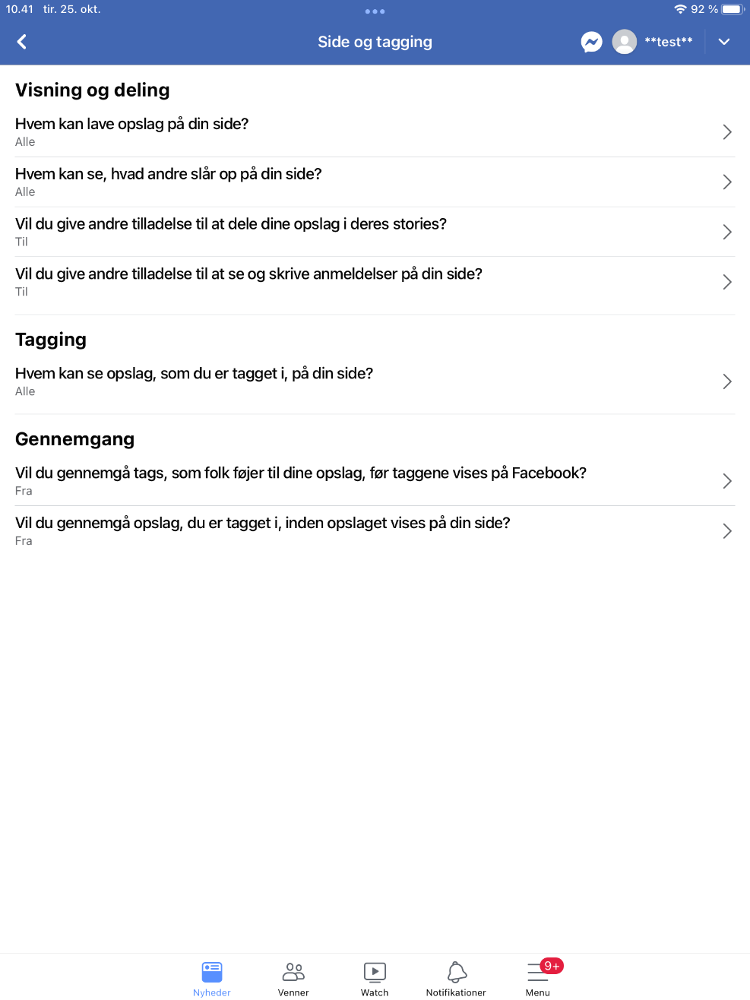 10.41 tir. 25. okt.
92 %
Side og tagging
**test**
Visning og deling
Hvem kan lave opslag på din side?
Alle
Hvem kan se, hvad andre slår op på din side?
Alle
Vil du give andre tilladelse til at dele dine opslag i deres stories?
Til
Vil du give andre tilladelse til at se og skrive anmeldelser på din side?
Til
Tagging
Hvem kan se opslag, som du er tagget i, på din side?
Alle
Gennemgang
Vil du gennemgå tags, som folk føjer til dine opslag, før taggene vises på Facebook?
Fra
Vil du gennemgå opslag, du er tagget i, inden opslaget vises på din side?
Fra
9+
Nyheder Venner Watch Notifikationer Menu